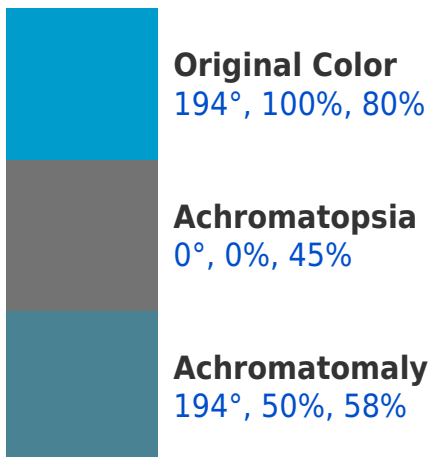 Original Color
194°, 100%, 80%
Achromatopsia
0°, 0%, 45%
Achromatomaly
194°, 50%, 58%